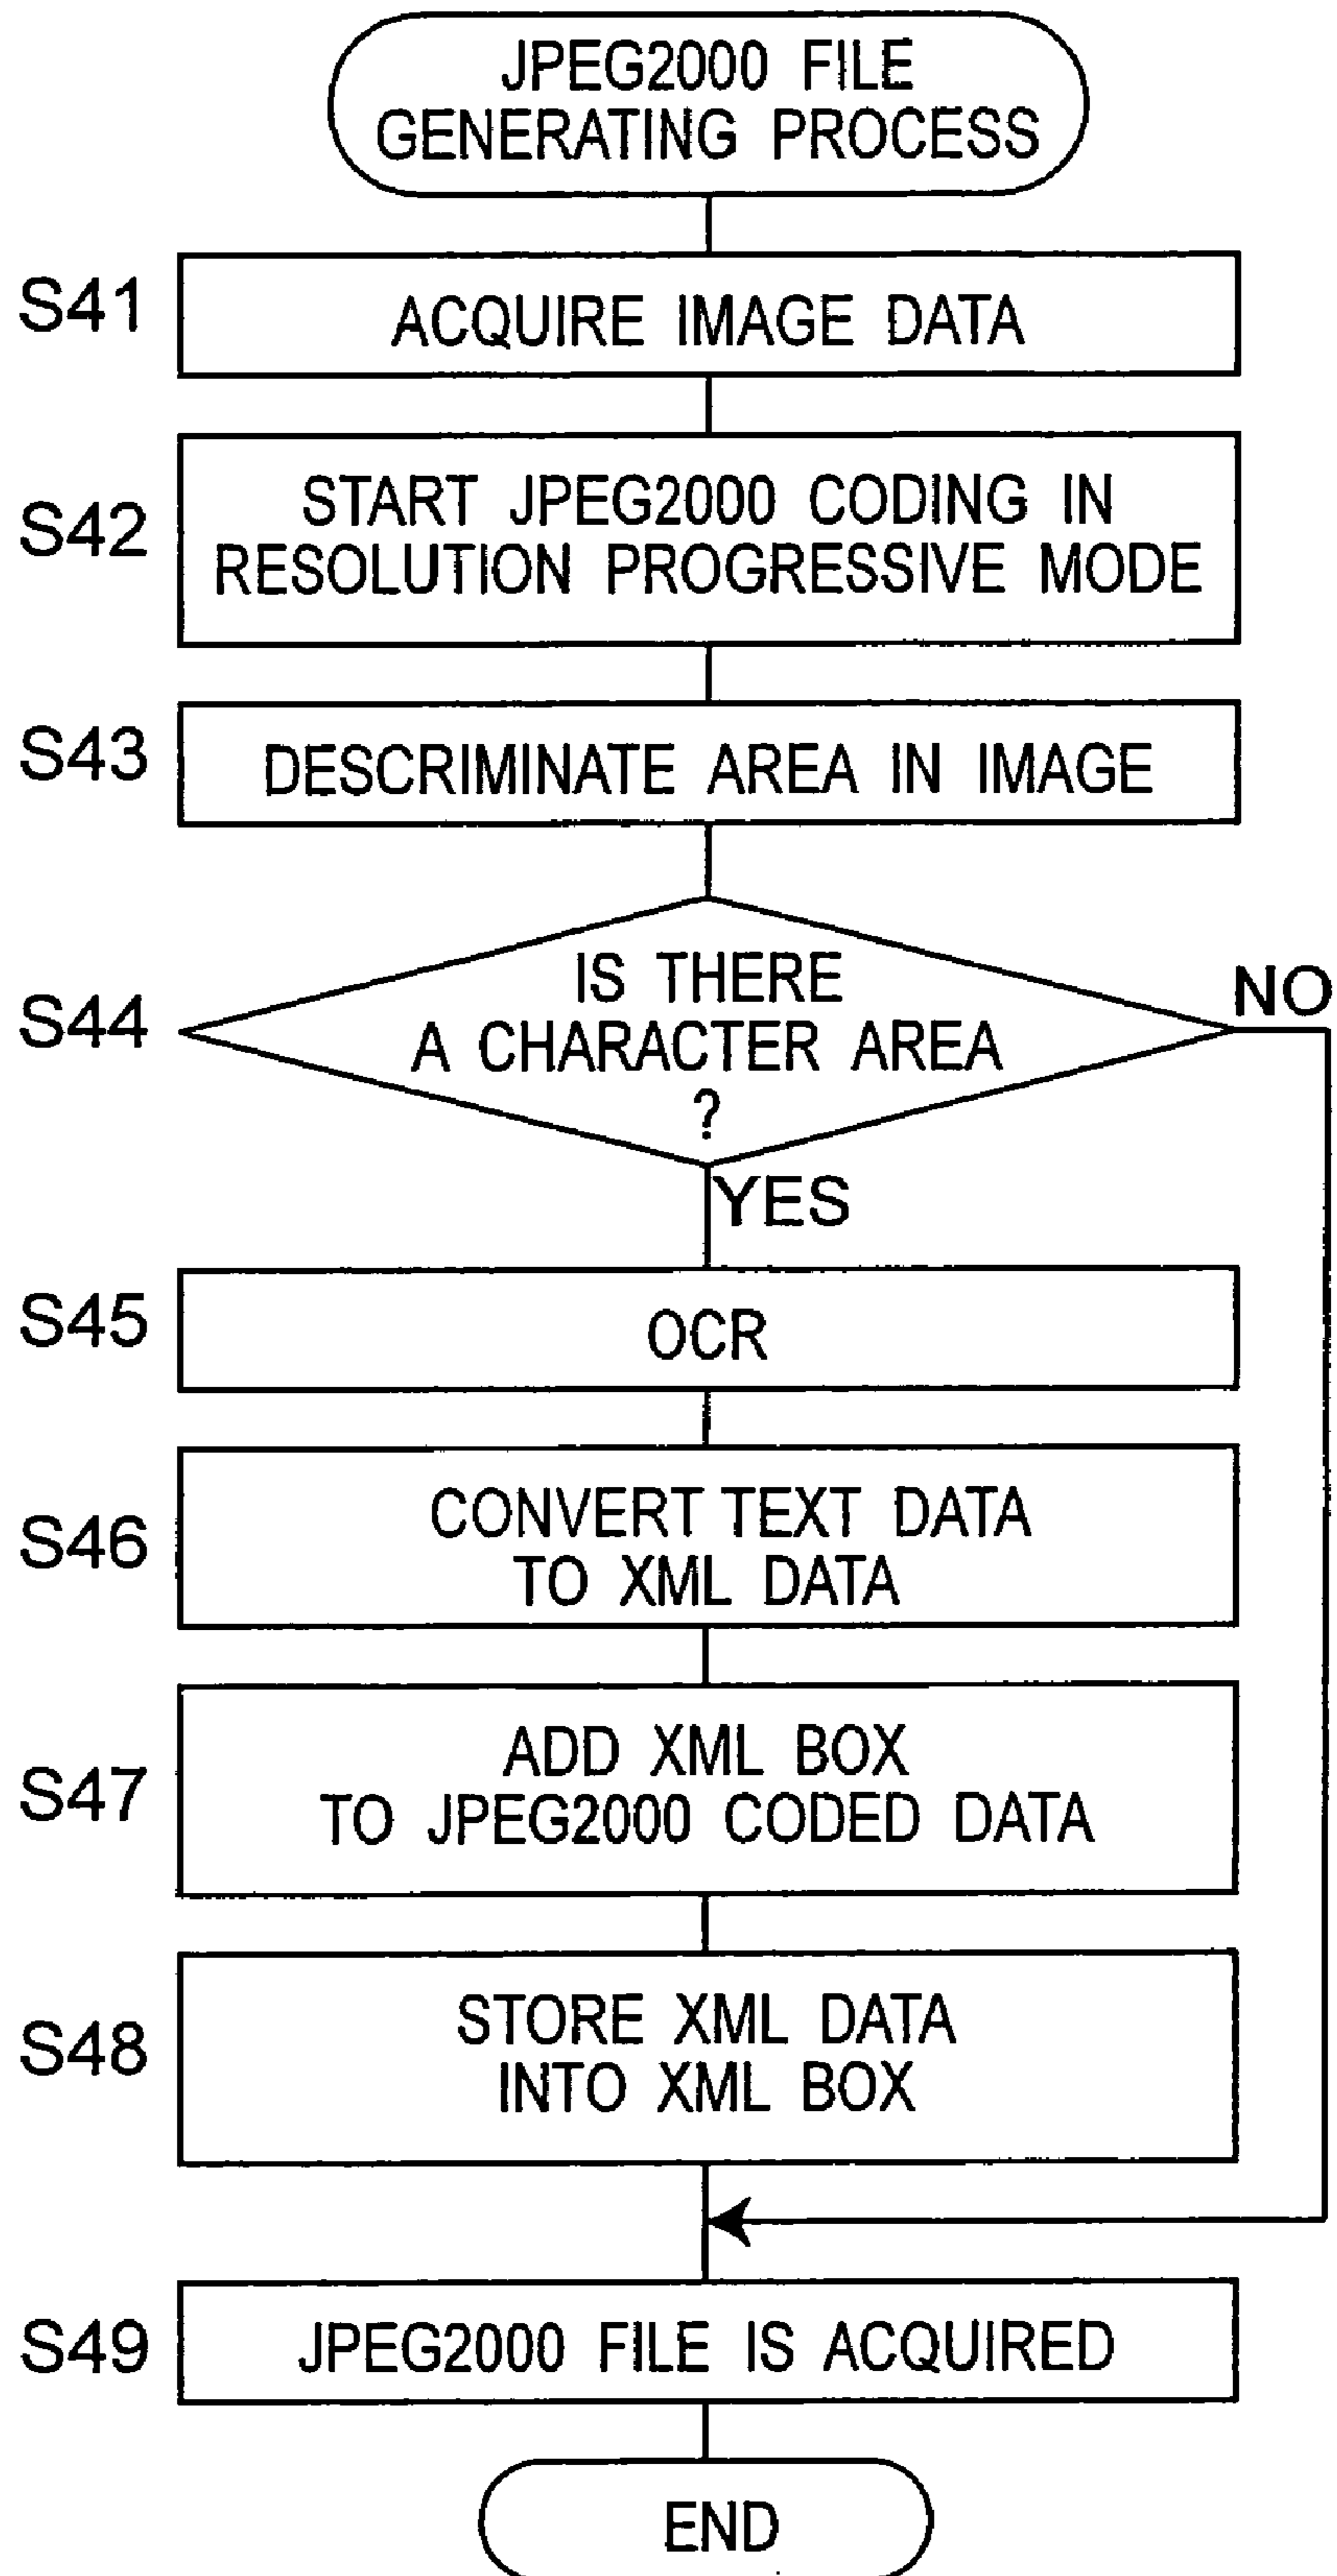 JPEG2000 FILE
GENERATING PROCESS
S41
ACQUIRE IMAGE DATA
S42
START JPEG2000 CODING IN
RESOLUTION PROGRESSIVE MODE
S43
DESCRIMINATE AREA IN IMAGE
S44
IS THERE
A CHARACTER AREA
?
NO
YES
S45
OCR
S46
CONVERT TEXT DATA
TO XML DATA
S47
ADD XML BOX
TO JPEG2000 CODED DATA
S48
STORE XML DATA
INTO XML BOX
S49
JPEG2000 FILE IS ACQUIRED
END